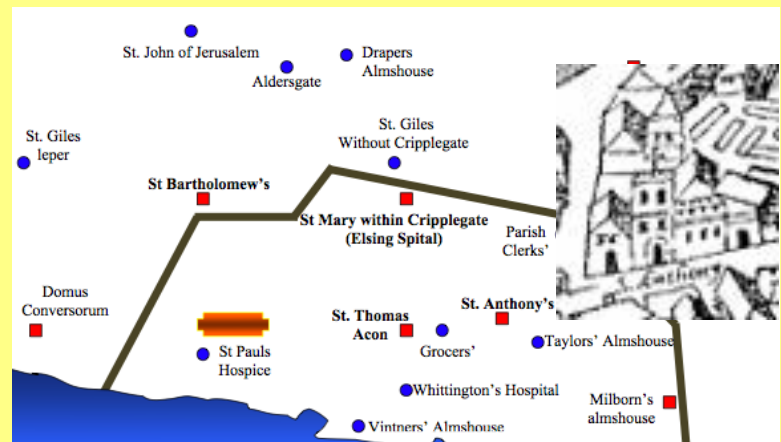 St. John of Jerusalem
Drapers
Almshouse
Aldersgate
St. Giles
Without Cripplegate
St. Giles
leper
St Bartholomew's
St Mary within Cripplegate
(Elsing Spital)
Parish
Clerks'
Domus
Conversorum
St. Thomas
Acon
St. Anthony's
Grocers'
Taylors' Almshouse
St Pauls
Hospice
Whittington's Hospital
Milborn's
almshouse
Vintners' Almshouse